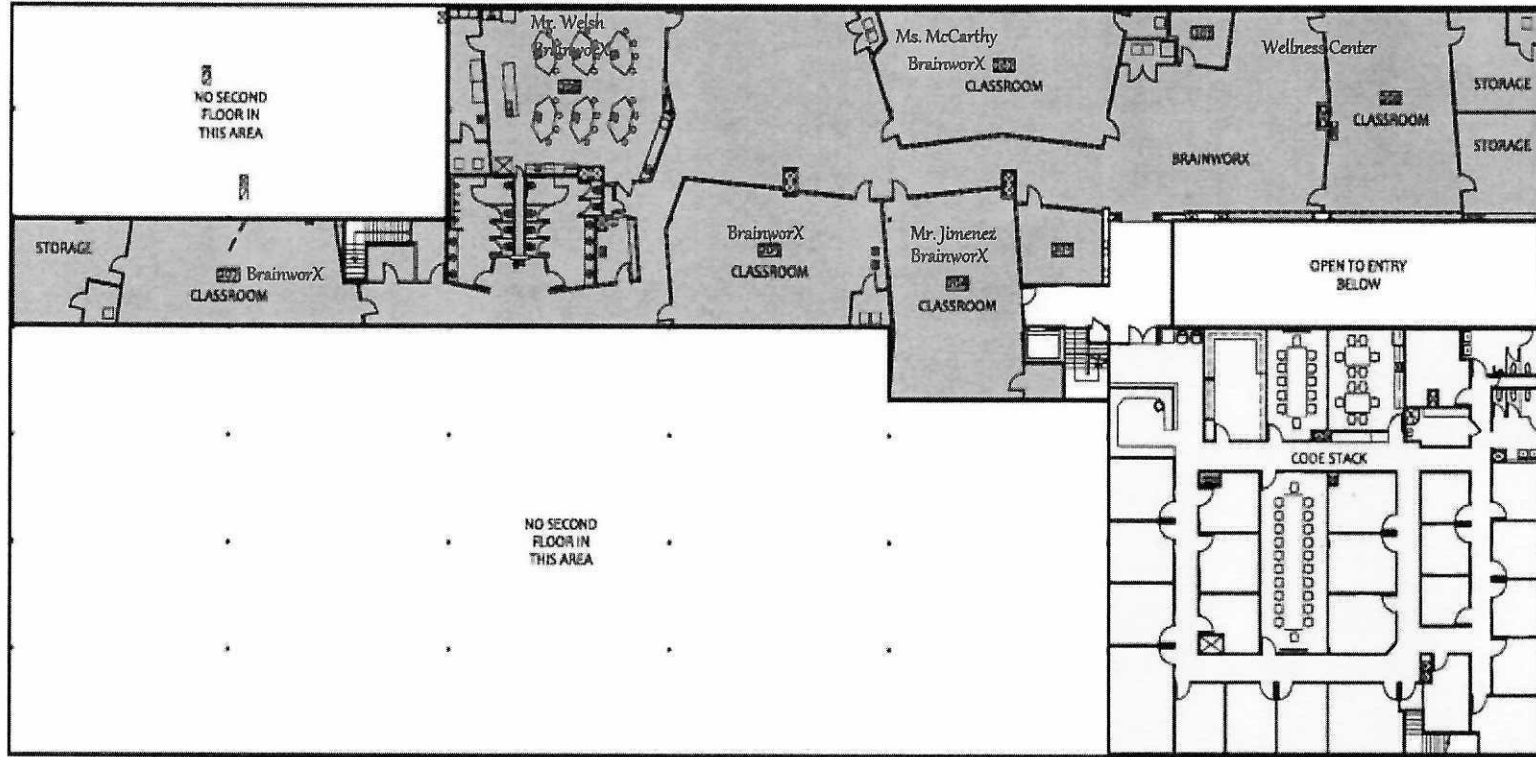 Mr. Welsh
BrainworX
Ms. McCarthy
BrainworX
CLASSROOM
Wellness Center
CLASSROOM
STORAGE
STORAGE
BRAINWORX
NO SECOND
FLOOR IN
THIS AREA
STORAGE
BrainworX
CLASSROOM
BrainworX
CLASSROOM
Mr. Jimenez
BrainworX
CLASSROOM
OPEN TO ENTRY
BELOW
CODE STACK
NO SECOND
FLOOR IN
THIS AREA